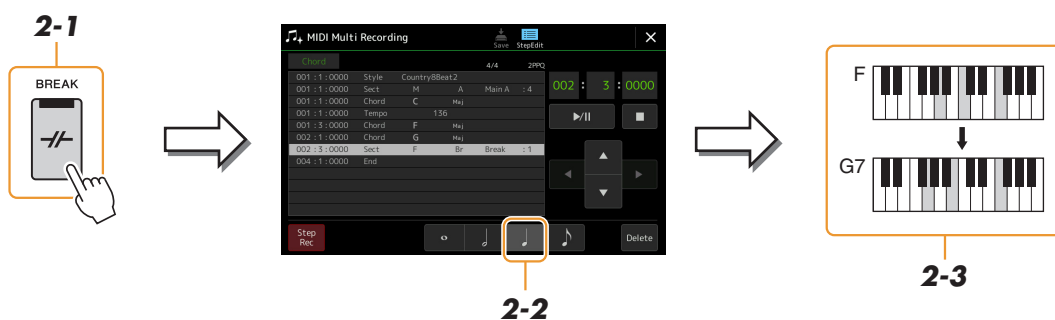 2-1
BREAK
MIDI Multi Recording
Save
StepEdit
Chord
4/4 2PPQ
001 : 1 : 0000 Style CountryBBeat2
001 : 1 : 0000 Sect M A Main A : 4
001 : 1 : 0000 Chord C Maj
001 : 1 : 0000 Tempo 136
001 : 3 : 0000 Chord F Maj
002 : 1 : 0000 Chord G Maj
002 : 3 : 0000 Sect F Br Break : 1
004 : 1 : 0000 End
002 : 3 : 0000
Step
Rec
Delete
2-2
F
G7
2-3